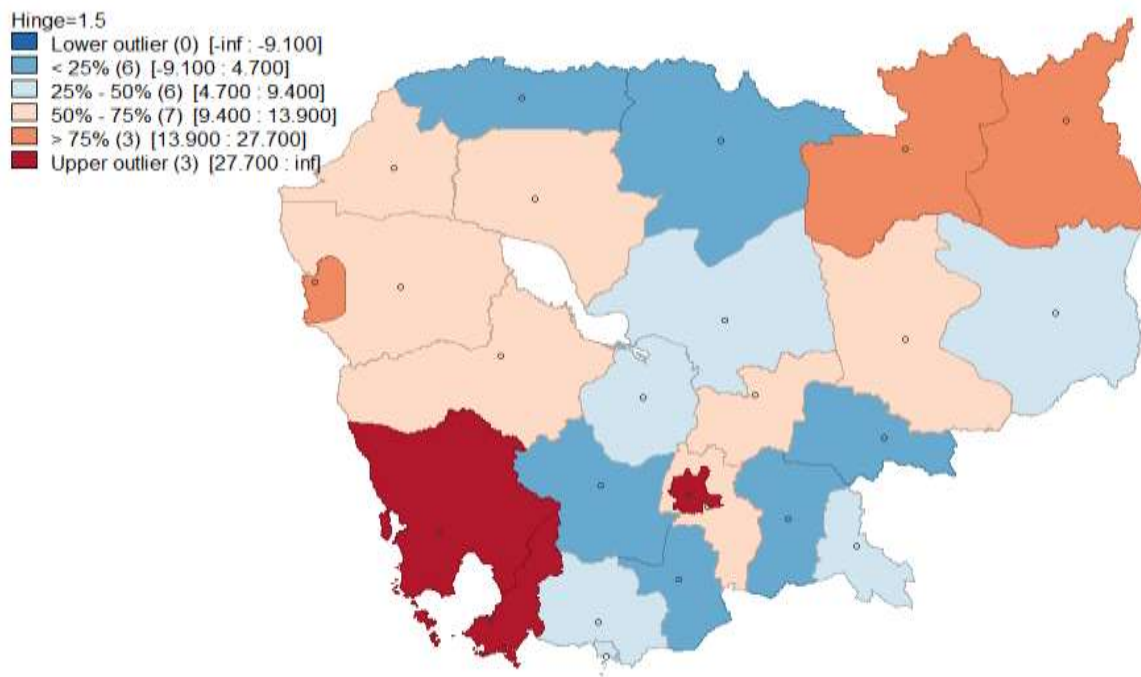 Hinge=1.5
Lower outlier (0) [-inf : -9.100]
< 25% (6) [-9.100 : 4.700]
25% - 50% (6) [4.700 : 9.400]
50% - 75% (7) [9.400 : 13.900]
> 75% (3) [13.900 : 27.700]
Upper outlier (3) [27.700 : inf]